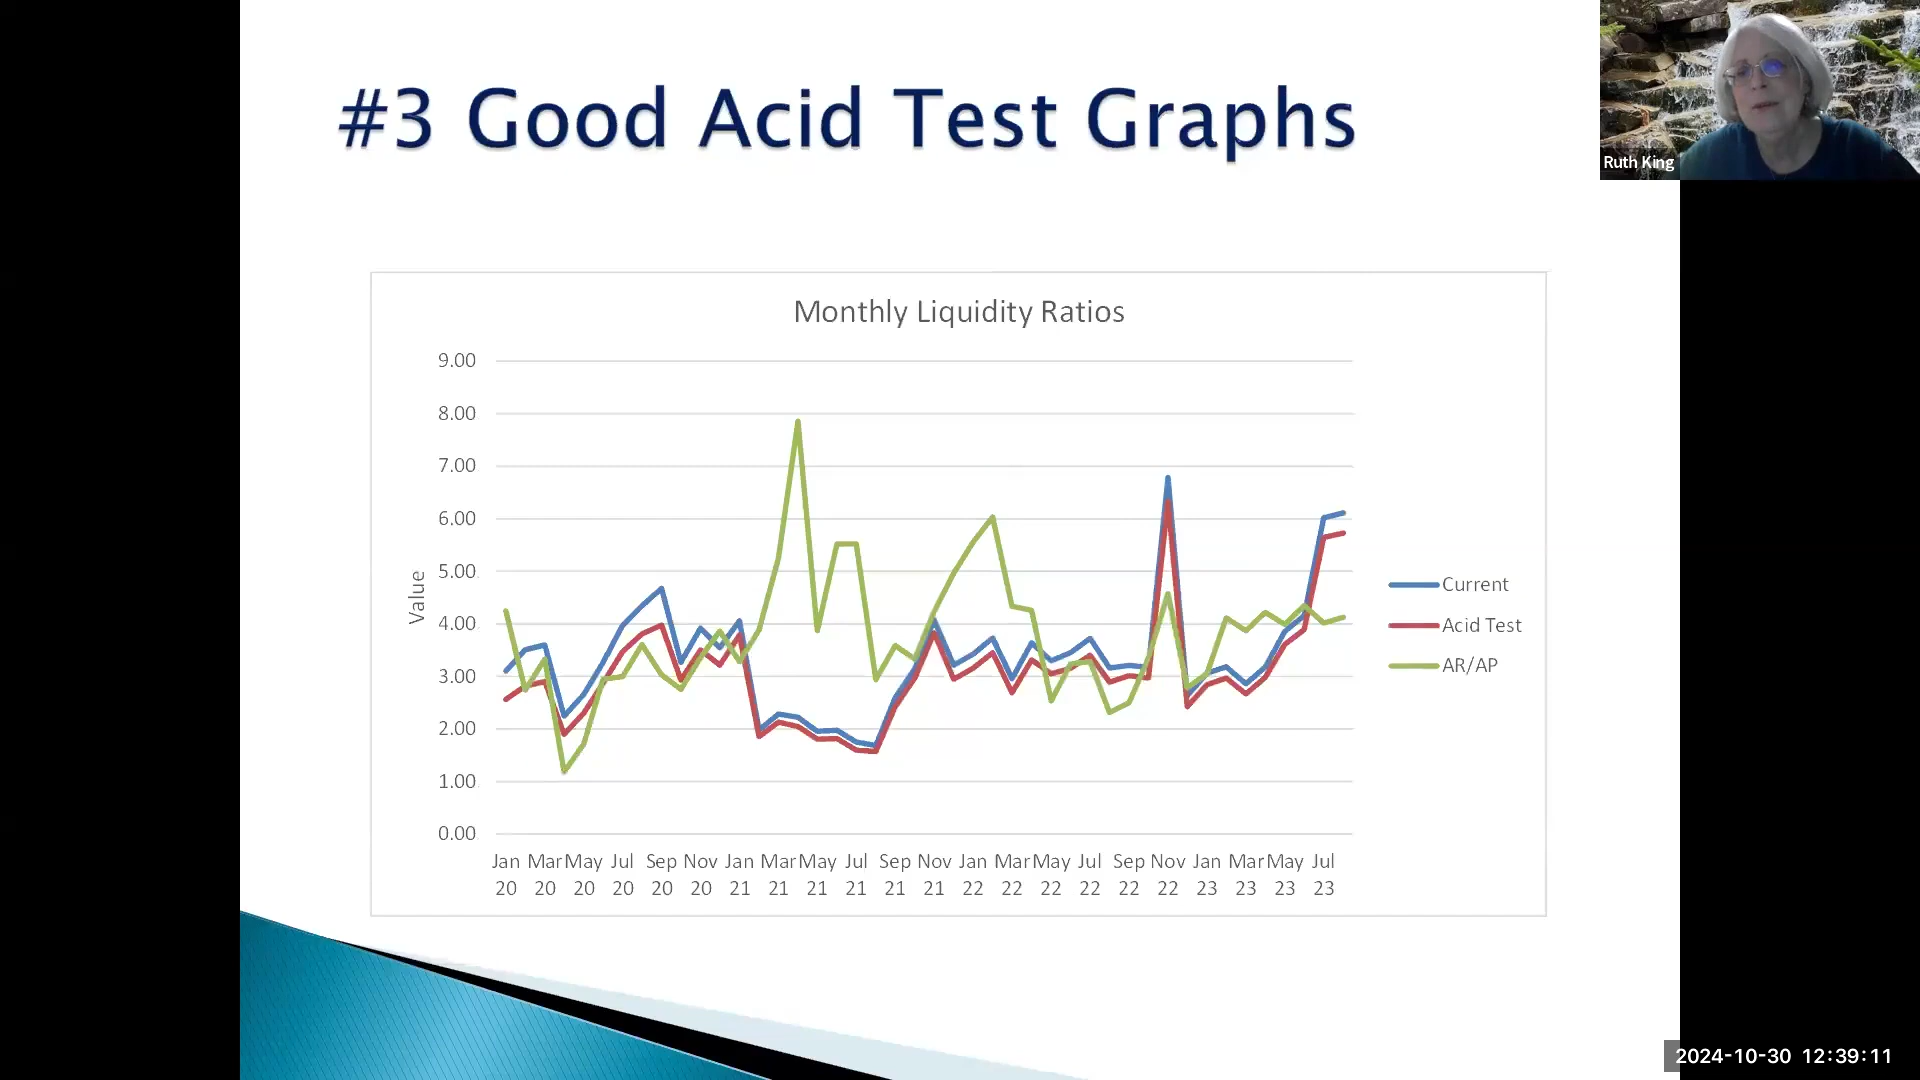 #3 Good Acid Test Graphs
Ruth King
Monthly Liquidity Ratios
9.00
8.00
7.00
6.00
5.00
4.00
3.00
2.00
1.00
0.00
Value
Current
Acid Test
AR/AP
Jan Mar May Jul Sep Nov Jan Mar May Jul Sep Nov Jan Mar May Jul Sep Nov Jan Mar May Jul
20 20 20 20 20 20 21 21 21 21 21 21 22 22 22 22 22 22 23 23 23 23
2024-10-30 12:39:11